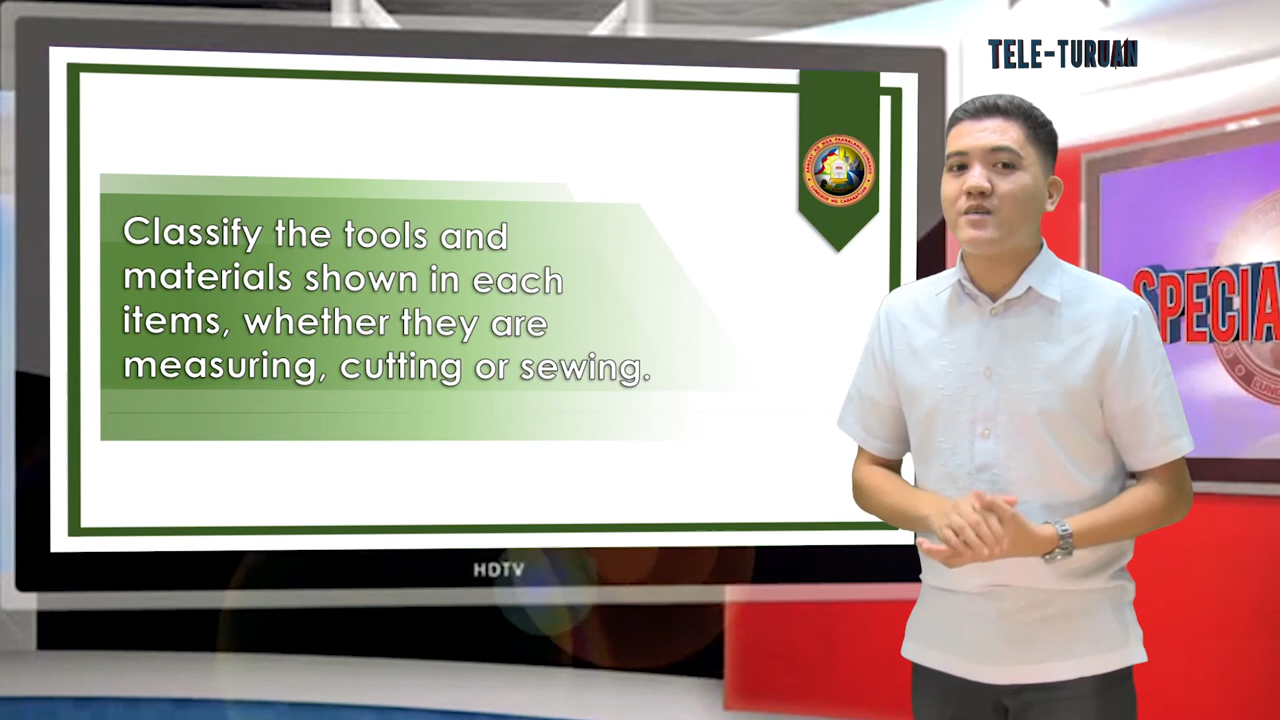 TELE-TURUAN
Classify the tools and
materials shown in each
items, whether they are
measuring, cutting or sewing.
SPECIA
HDTV